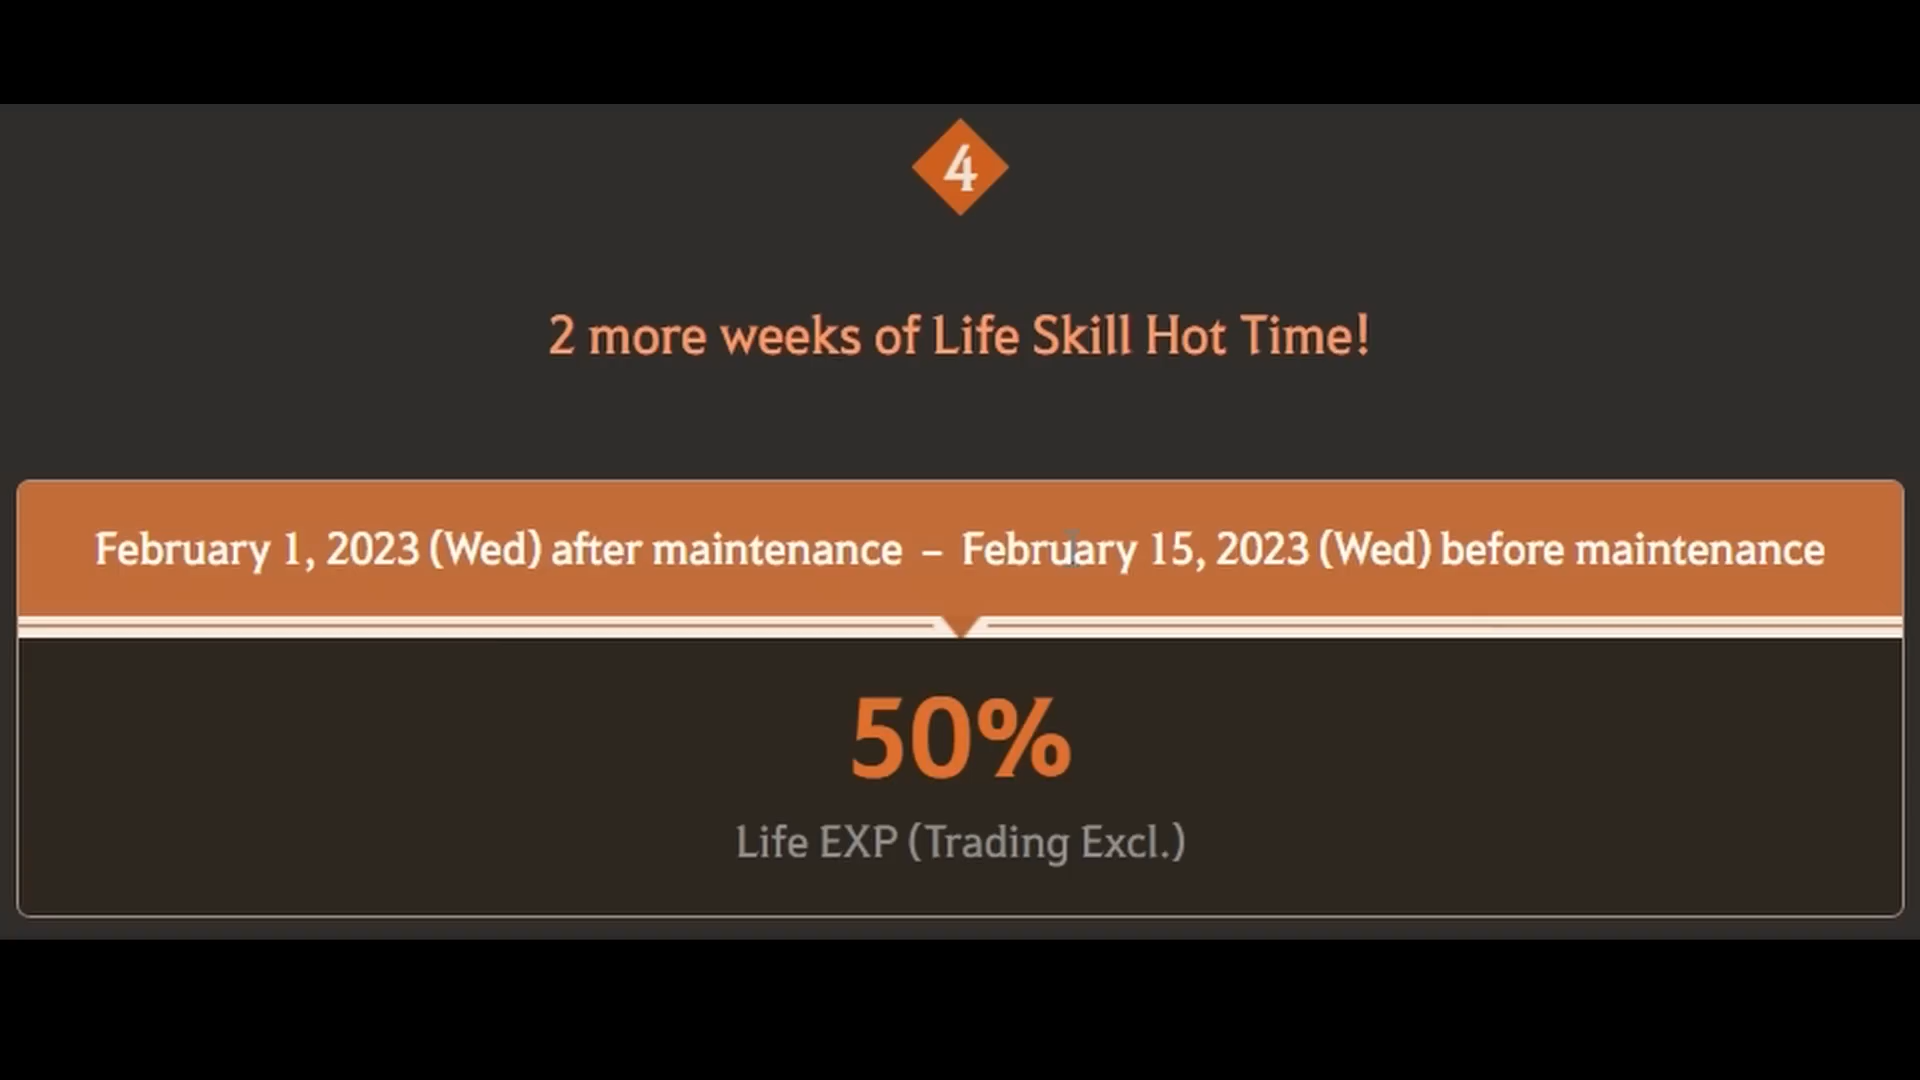 4
2 more weeks of Life Skill Hot Time!
February 1, 2023 (Wed) after maintenance – February 15, 2023 (Wed) before maintenance
50%
Life EXP (Trading Excl.)